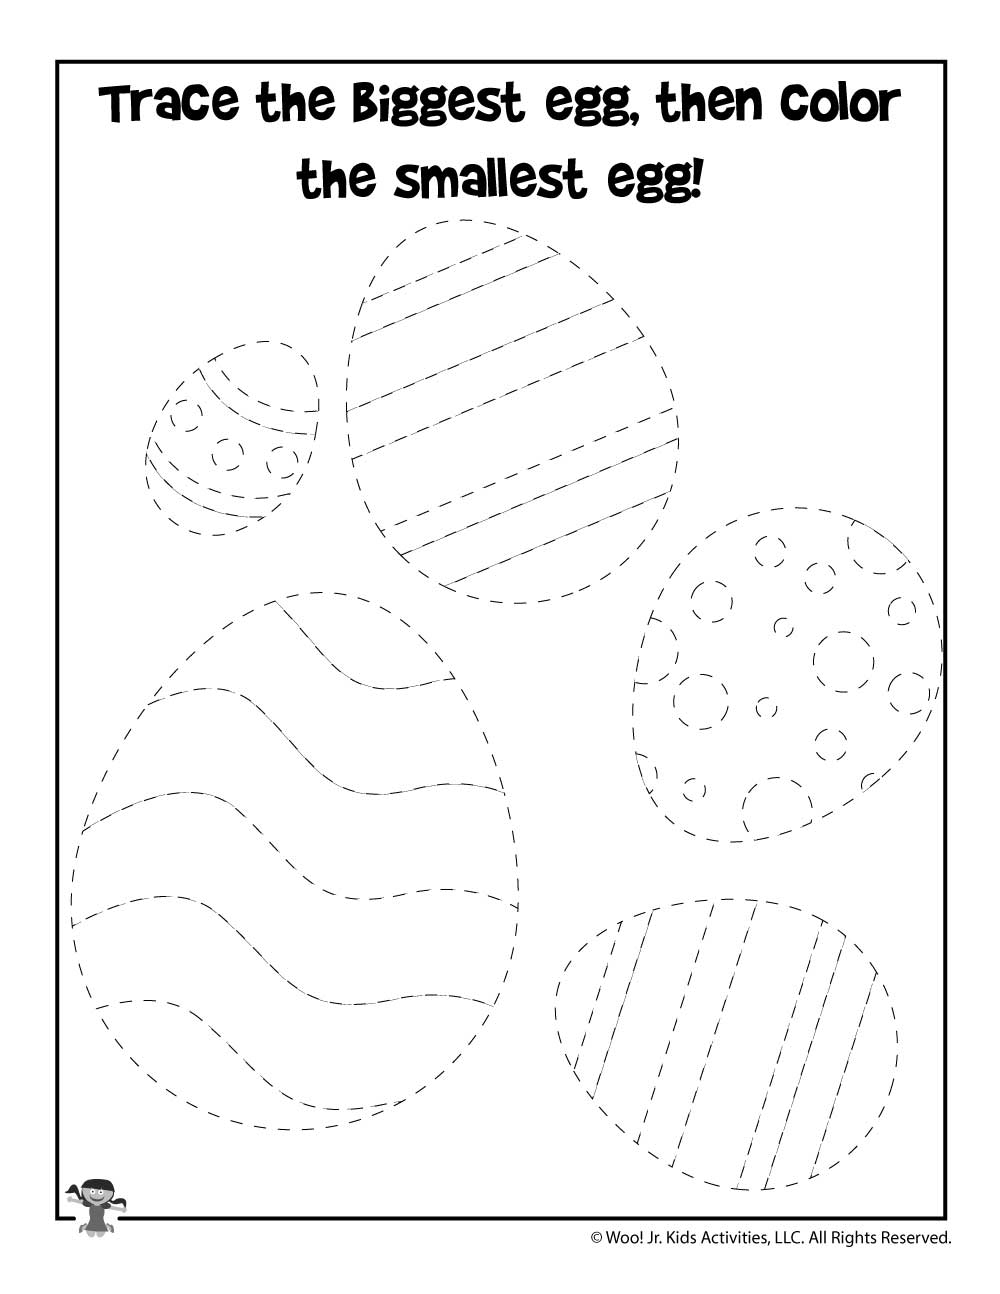 Trace the Biggest egg, then Color
the smallest egg!
© Woo! Jr. Kids Activities, LLC. All Rights Reserved.